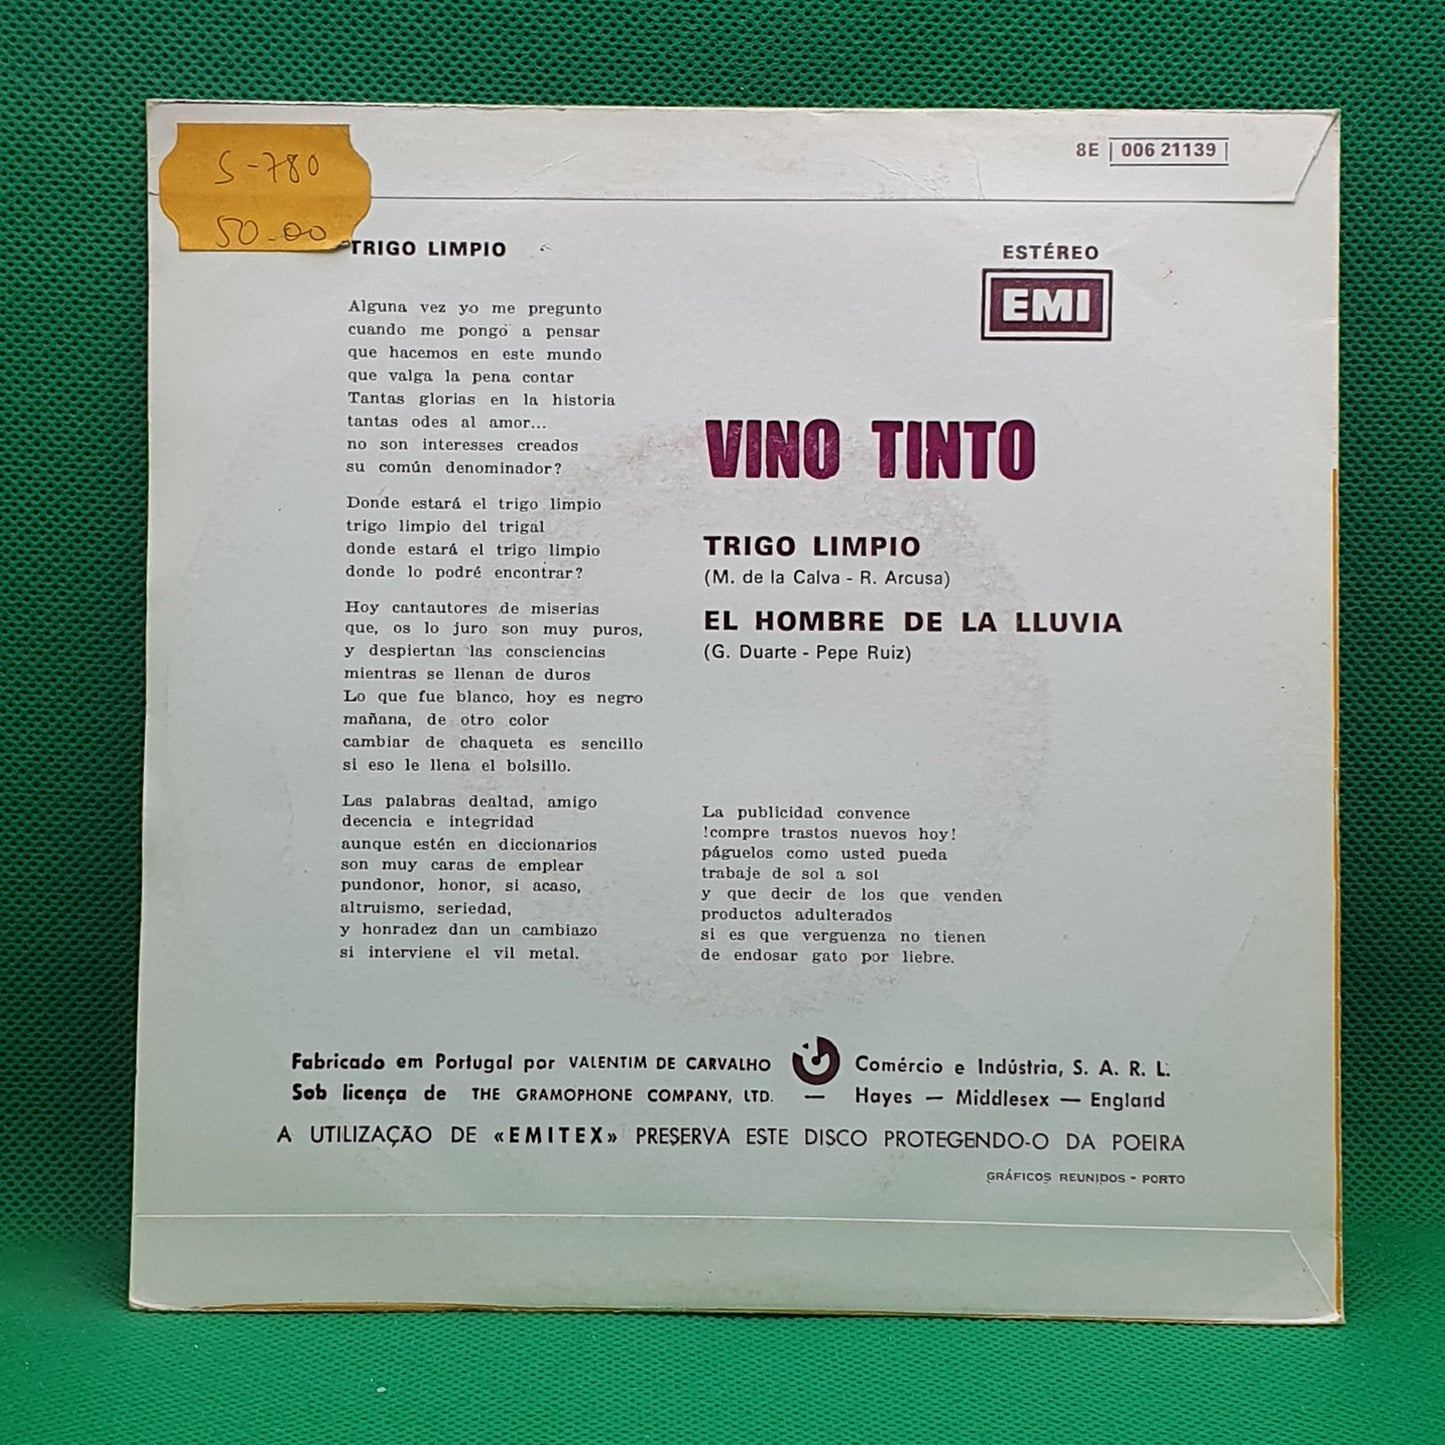 S-780
50-00
8E 006 21139
TRIGO LIMPIO
ESTÉREO
EMI
Alguna vez yo me pregunto
cuando me pongo a pensar
que hacemos en este mundo
que valga la pena contar
Tantas glorias en la historia
tantas odes al amor...
no son interesses creados
su común denominador?
Donde estará el trigo limpio
trigo limpio del trigal
donde estará el trigo limpio
donde lo podré encontrar?
Hoy cantautores de miserias
que, os lo juro son muy puros,
y despiertan las consciencias
mientras se llenan de duros
Lo que fue blanco, hoy es negro
mañana, de otro color
cambiar de chaqueta es sencillo
si eso le llena el bolsillo.
Las palabras dealtad, amigo
decencia e integridad
aunque estén en diccionarios
son muy caras de emplear
pundonor, honor, si acaso,
altruismo, seriedad,
y honradez dan un cambiazo
si interviene el vil metal.
VINO TINTO
TRIGO LIMPIO
(M. de la Calva - R. Arcusa)
EL HOMBRE DE LA LLUVIA
(G. Duarte - Pepe Ruiz)
La publicidad convence
!compre trastos nuevos hoy!
páguelos como usted pueda
trabaje de sol a sol
y que decir de los que venden
productos adulterados
si es que verguenza no tienen
de endosar gato por liebre.
Fabricado em Portugal por VALENTIM DE CARVALHO Comércio e Indústria, S. A. R. L.
Sob licença de THE GRAMOPHONE COMPANY, LTD. — Hayes — Middlesex — England
A UTILIZAÇÃO DE «EMITEX» PRESERVA ESTE DISCO PROTEGENDO-O DA POEIRA
GRÁFICOS REUNIDOS - PORTO